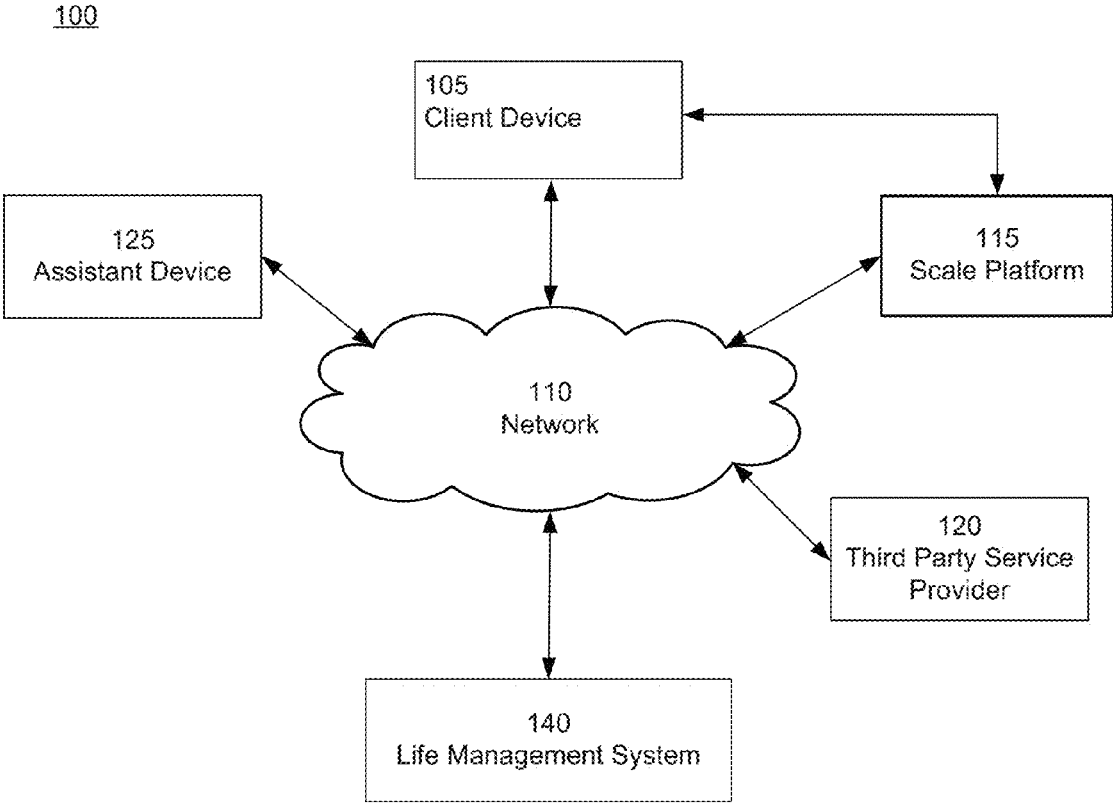 100
105
Client Device
125
Assistant Device
115
Scale Platform
110
Network
120
Third Party Service
Provider
140
Life Management System